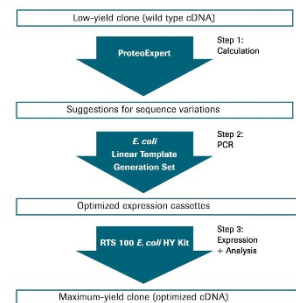 Low-yield clone (wild type cDNA)
Step 1:
Calculation
ProteoExpert
Suggestions for sequence variations
Step 2:
PCR
E. coli
Linear Template
Generation Set
Optimized expression cassettes
Step 3:
Expression
+ Analysis
RTS 100 E. coli HY Kit
Maximum-yield clone (optimized cDNA)